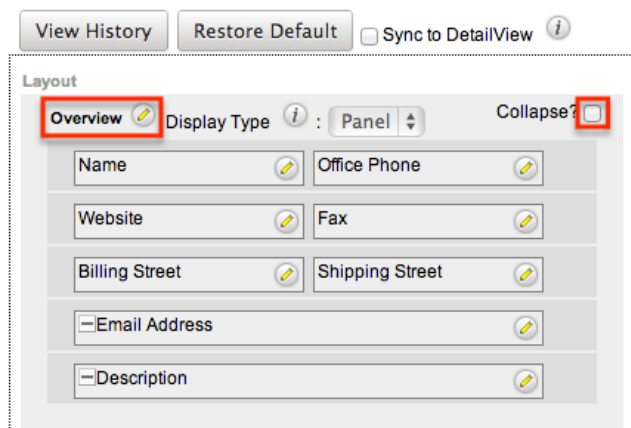 View History Restore Default Sync to DetailView i
Layout
Overview Display Type i : Panel Collapse?
Name Office Phone
Website Fax
Billing Street Shipping Street
Email Address
Description